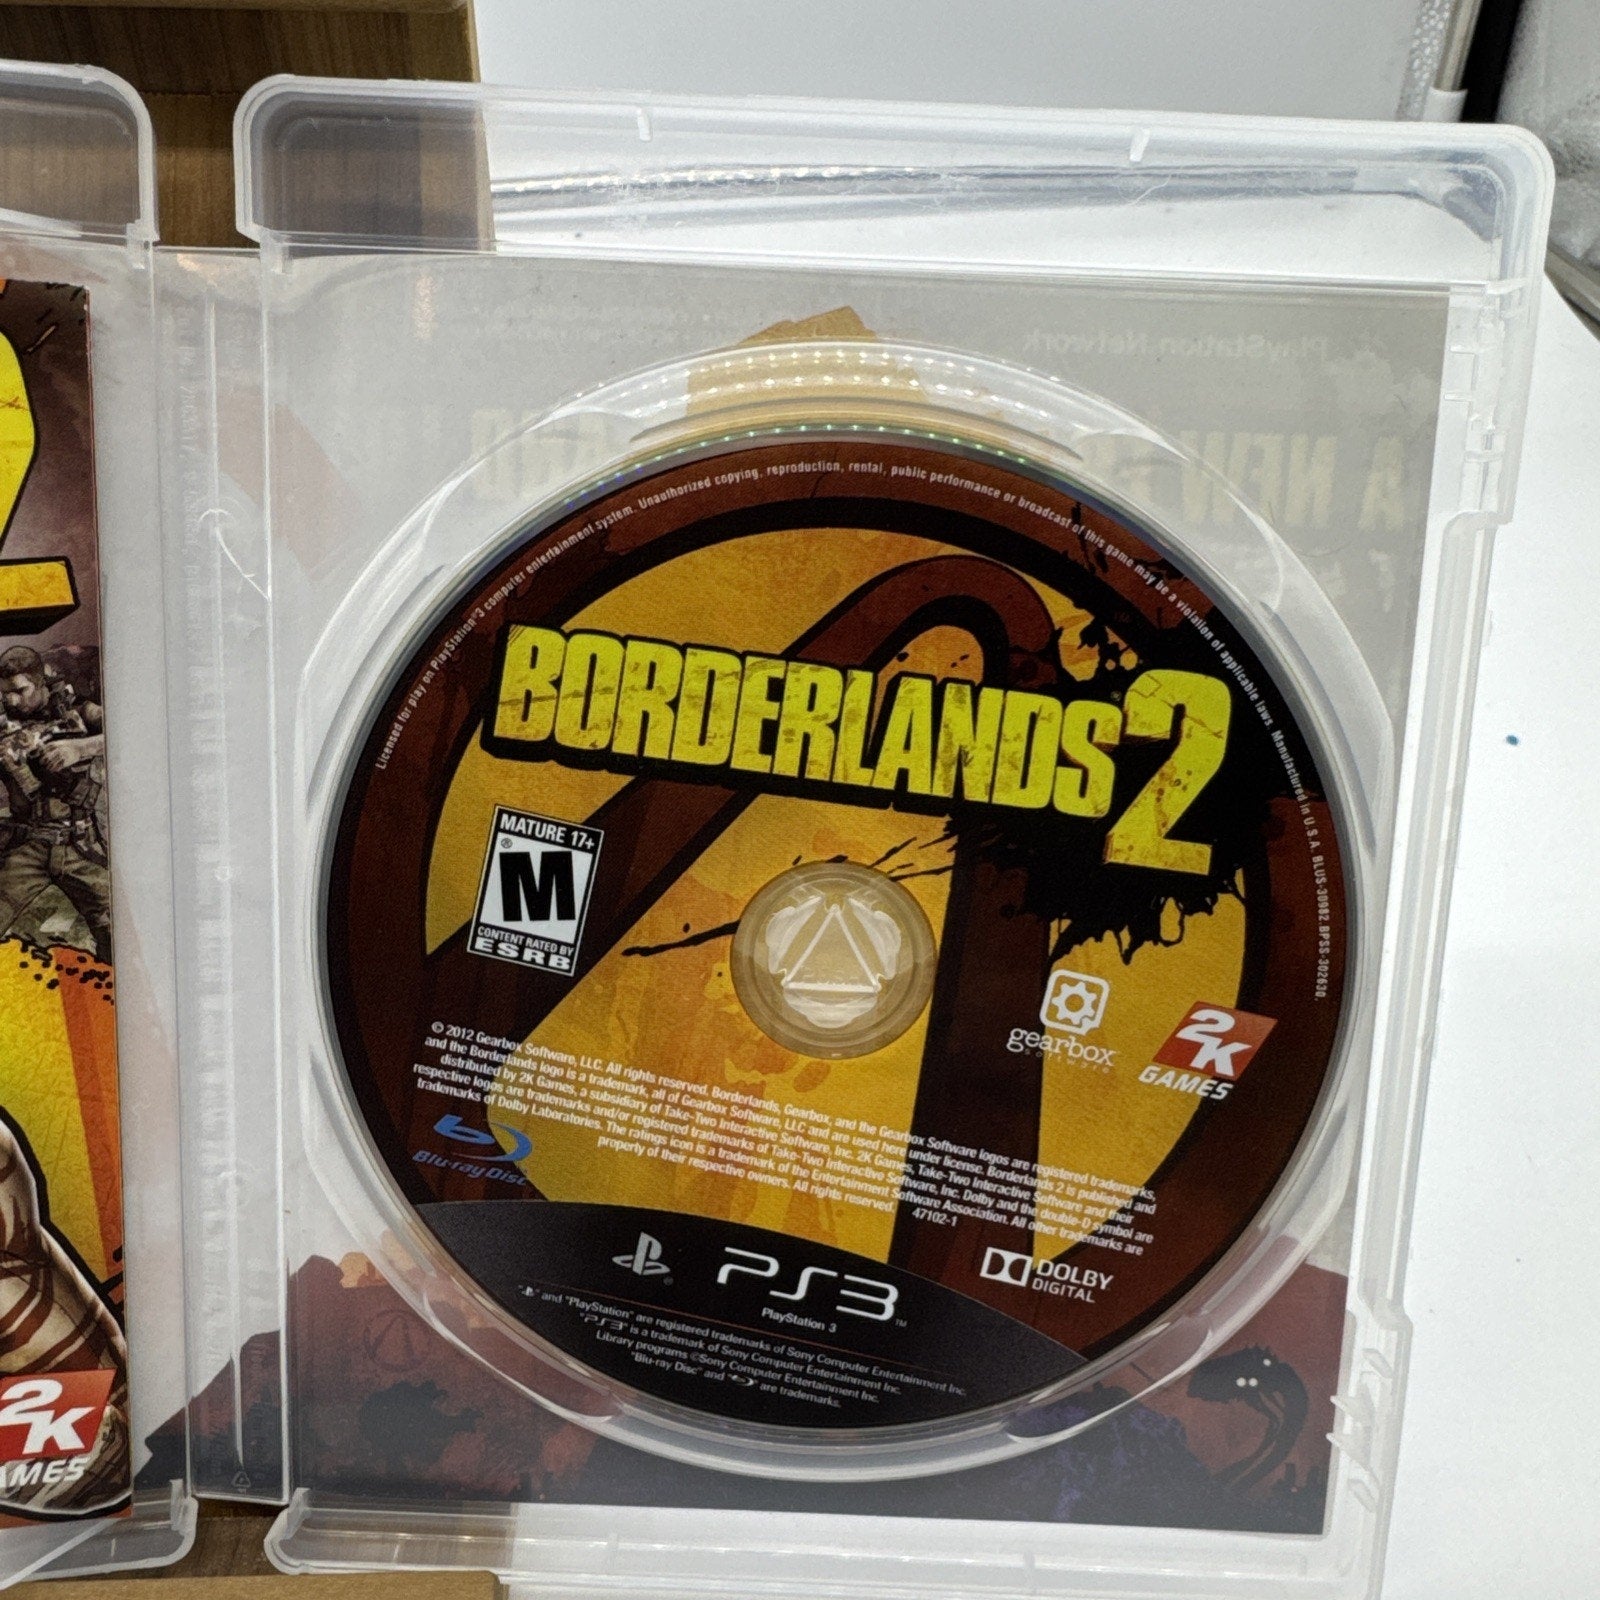 Licensed for play on PlayStation®3 computer entertainment system. Unauthorized copying, reproduction, rental, public performance or broadcast of this game may be a violation of applicable laws. Manufactured in U.S.A. BLUS-30982 BPSS-302630.
PlayStation Network
A NEW
BORDERLANDS 2
MATURE 17+
M ®
CONTENT RATED BY
ESRB
gearbox
SOFTWARE
2K
GAMES
© 2012 Gearbox Software, LLC. All rights reserved. Borderlands, Gearbox, and the Gearbox Software logos are registered trademarks,
and the Borderlands logo is a trademark, all of Gearbox Software, LLC and are used here under license. Borderlands 2 is published and
distributed by 2K Games, a subsidiary of Take-Two Interactive Software, Inc. 2K Games, Take-Two Interactive Software and their
respective logos are trademarks and/or registered trademarks of Take-Two Interactive Software, Inc. Dolby and the double-D symbol are
trademarks of Dolby Laboratories. The ratings icon is a trademark of the Entertainment Software Association. All other trademarks are
property of their respective owners. All rights reserved. 47102-1
Blu-ray Disc
PS3™
PlayStation 3
DOLBY
DIGITAL
" " and "PlayStation" are registered trademarks of Sony Computer Entertainment Inc.
"PS3" is a trademark of Sony Computer Entertainment Inc.
Library programs ©Sony Computer Entertainment Inc.
"Blu-ray Disc" and " " are trademarks.
2
2K
GAMES